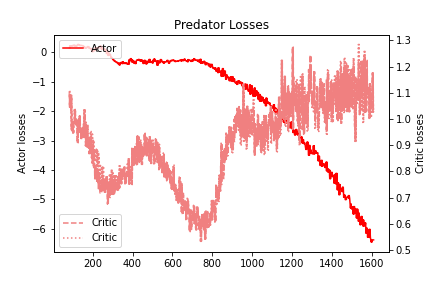 Predator Losses
Actor
Critic
Critic
Actor losses
Critic losses
0
−1
−2
−3
−4
−5
−6
1.3
1.2
1.1
1.0
0.9
0.8
0.7
0.6
0.5
200 400 600 800 1000 1200 1400 1600